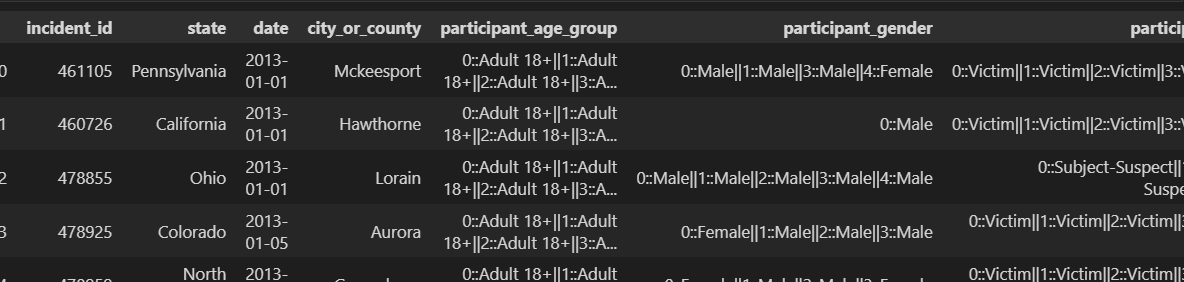 incident_id state date city_or_county participant_age_group participant_gender
0 461105 Pennsylvania 2013-01-01 Mckeesport 0::Adult 18+||1::Adult 18+||2::Adult 18+||3::A... 0::Male||1::Male||3::Male||4::Female 0::Victim||1::Victim||2::Victim||3::
1 460726 California 2013-01-01 Hawthorne 0::Adult 18+||1::Adult 18+||2::Adult 18+||3::A... 0::Male 0::Victim||1::Victim||2::Victim||3::
2 478855 Ohio 2013-01-01 Lorain 0::Adult 18+||1::Adult 18+||2::Adult 18+||3::A... 0::Male||1::Male||2::Male||3::Male||4::Male 0::Subject-Suspect||
3 478925 Colorado 2013-01-05 Aurora 0::Adult 18+||1::Adult 18+||2::Adult 18+||3::A... 0::Female||1::Male||2::Male||3::Male 0::Victim||1::Victim||2::Victim||
North 2013- 0::Adult 18+||1::Adult 0::Victim||1::Victim||2::Victim||